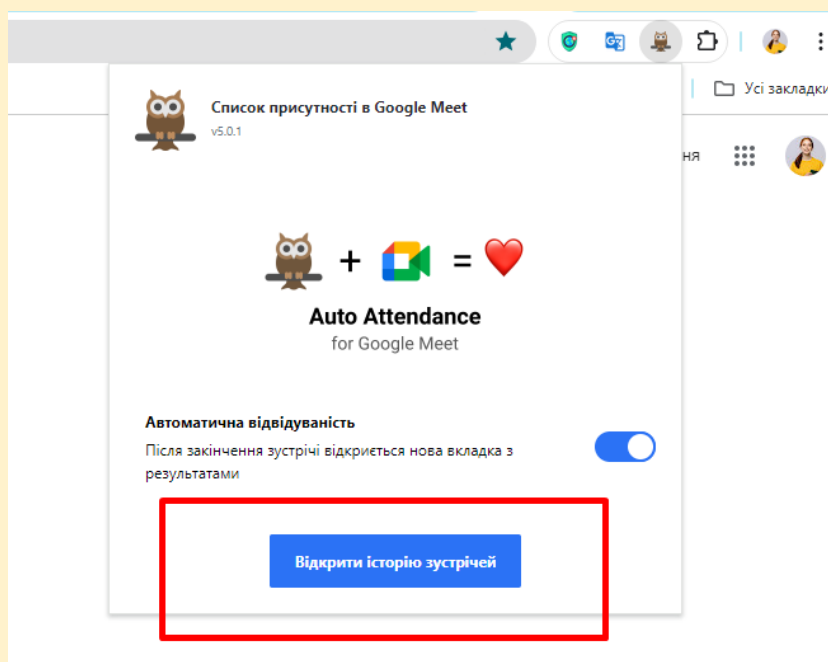 Усі закладки
Список присутності в Google Meet
v5.0.1
ня
+ =
Auto Attendance
for Google Meet
Автоматична відвідуваність
Після закінчення зустрічі відкриється нова вкладка з
результатами
Відкрити історію зустрічей